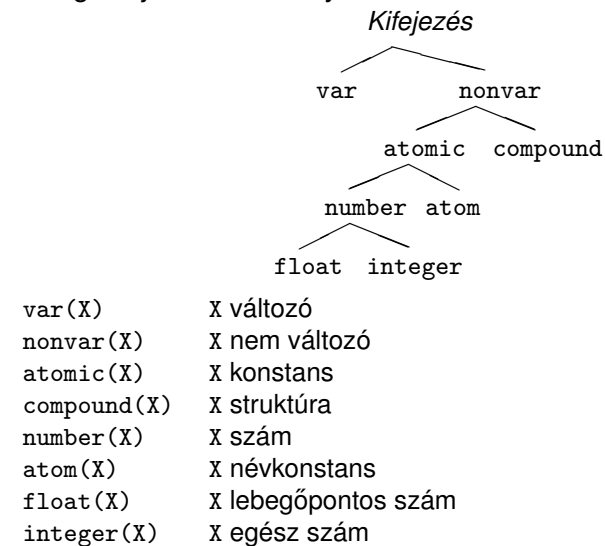 Kifejezés
var nonvar
atomic compound
number atom
float integer
var(X) X változó
nonvar(X) X nem változó
atomic(X) X konstans
compound(X) X struktúra
number(X) X szám
atom(X) X névkonstans
float(X) X lebegőpontos szám
integer(X) X egész szám